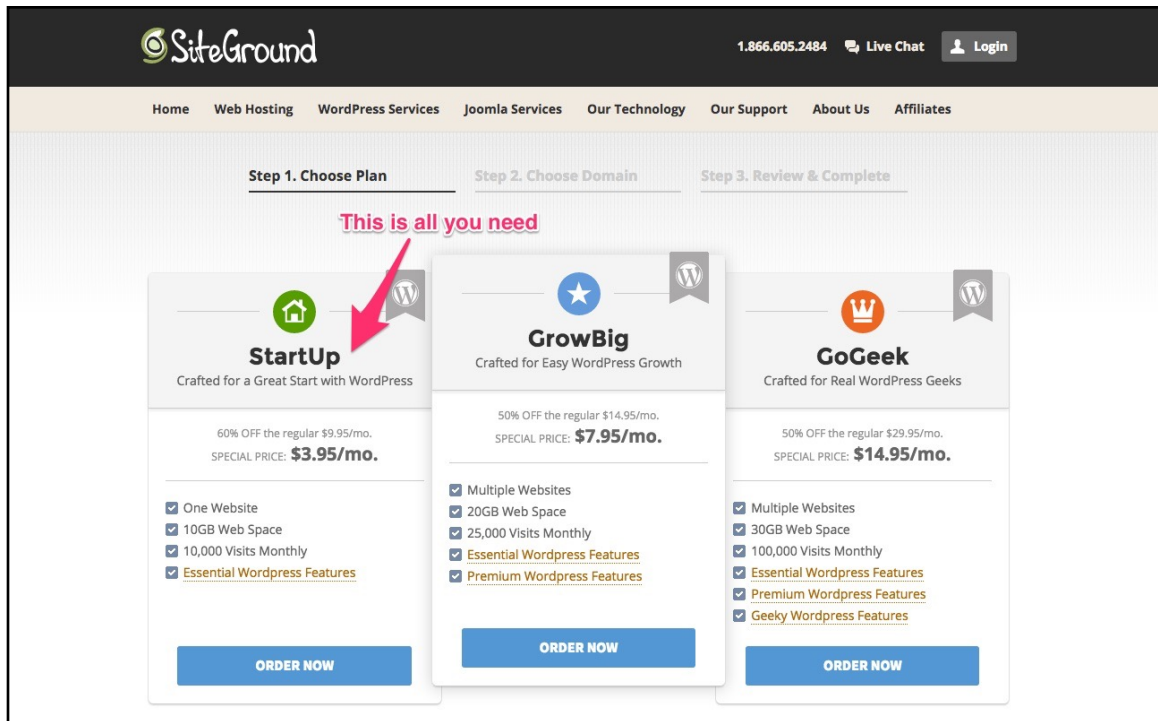 SiteGround
1.866.605.2484 Live Chat Login
Home Web Hosting WordPress Services Joomla Services Our Technology Our Support About Us Affiliates
Step 1. Choose Plan Step 2. Choose Domain Step 3. Review & Complete
This is all you need
StartUp
Crafted for a Great Start with WordPress
60% OFF the regular $9.95/mo.
SPECIAL PRICE: $3.95/mo.
One Website
10GB Web Space
10,000 Visits Monthly
Essential Wordpress Features
ORDER NOW
GrowBig
Crafted for Easy WordPress Growth
50% OFF the regular $14.95/mo.
SPECIAL PRICE: $7.95/mo.
Multiple Websites
20GB Web Space
25,000 Visits Monthly
Essential Wordpress Features
Premium Wordpress Features
ORDER NOW
GoGeek
Crafted for Real WordPress Geeks
50% OFF the regular $29.95/mo.
SPECIAL PRICE: $14.95/mo.
Multiple Websites
30GB Web Space
100,000 Visits Monthly
Essential Wordpress Features
Premium Wordpress Features
Geeky Wordpress Features
ORDER NOW